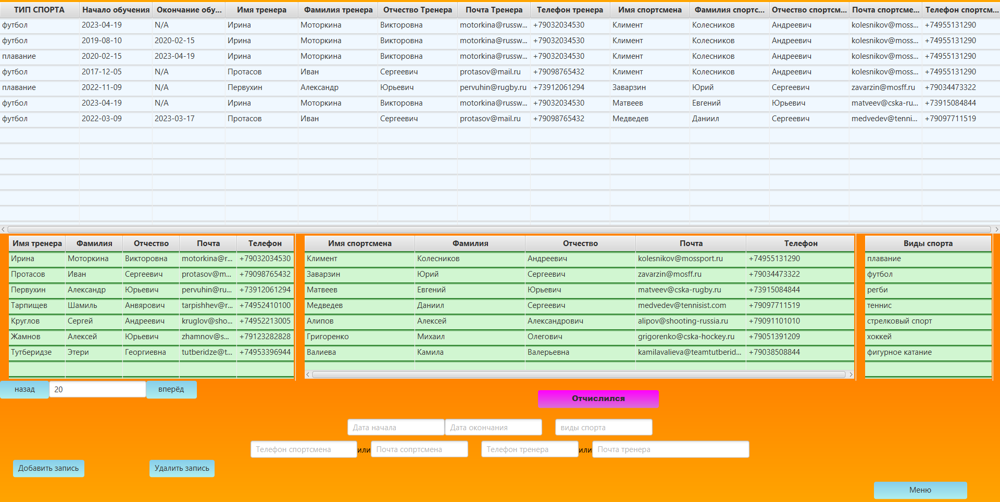 ТИП СПОРТА Начало обучения Окончание обу... Имя тренера Фамилия тренера Отчество Тренера Почта Тренера Телефон тренера Имя спортсмена Фамилия спортс... Отчество спортсм... Почта спортсме... Телефон спортсм...
футбол 2023-04-19 N/A Ирина Моторкина Викторовна motorkina@russw... +79032034530 Климент Колесников Андреевич kolesnikov@moss... +74955131290
футбол 2019-08-10 2020-02-15 Ирина Моторкина Викторовна motorkina@russw... +79032034530 Климент Колесников Андреевич kolesnikov@moss... +74955131290
плавание 2020-02-15 2023-04-19 Ирина Моторкина Викторовна motorkina@russw... +79032034530 Климент Колесников Андреевич kolesnikov@moss... +74955131290
футбол 2017-12-05 N/A Протасов Иван Сергеевич protasov@mail.ru +79098765432 Климент Колесников Андреевич kolesnikov@moss... +74955131290
плавание 2022-11-09 N/A Первухин Александр Юрьевич pervuhin@rugby.ru +73912061294 Заварзин Юрий Сергеевич zavarzin@mosff.ru +79034473322
футбол 2023-04-19 N/A Ирина Моторкина Викторовна motorkina@russw... +79032034530 Матвеев Евгений Юрьевич matveev@cska-ru... +73915084844
футбол 2022-03-09 2023-03-17 Протасов Иван Сергеевич protasov@mail.ru +79098765432 Медведев Даниил Сергеевич medvedev@tenni... +79097711519
Имя тренера Фамилия Отчество Почта Телефон Имя спортсмена Фамилия Отчество Почта Телефон Виды спорта
Ирина Моторкина Викторовна motorkina@r... +79032034530 Климент Колесников Андреевич kolesnikov@mossport.ru +74955131290 плавание
Протасов Иван Сергеевич protasov@m... +79098765432 Заварзин Юрий Сергеевич zavarzin@mosff.ru +79034473322 футбол
Первухин Александр Юрьевич pervuhin@ru... +73912061294 Матвеев Евгений Юрьевич matveev@cska-rugby.ru +73915084844 регби
Тарпищев Шамиль Анвярович tarpishhev@r... +74952410100 Медведев Даниил Сергеевич medvedev@tennisist.com +79097711519 теннис
Круглов Сергей Андреевич kruglov@sho... +74952213005 Алипов Алексей Александрович alipov@shooting-russia.ru +79091101010 стрелковый спорт
Жамнов Алексей Юрьевич zhamnov@s... +79123282828 Григоренко Михаил Олегович grigorenko@cska-hockey.ru +79051391209 хоккей
Тутберидзе Этери Георгиевна tutberidze@t... +74953396944 Валиева Камила Валерьевна kamilavalieva@teamtutberid... +79038508844 фигурное катание
назад 20 вперёд
Отчислился
Дата начала Дата окончания виды спорта
Телефон спортсмена или Почта сопртсмена Телефон тренера или Почта тренера
Добавить запись Удалить запись
Меню